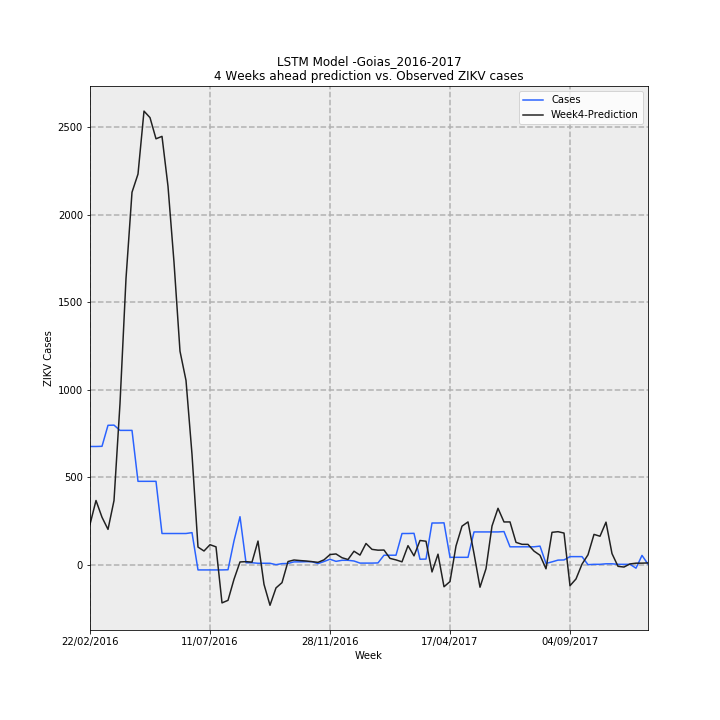 LSTM Model -Goias_2016-2017
4 Weeks ahead prediction vs. Observed ZIKV cases
Cases
Week4-Prediction
2500
2000
1500
1000
500
0
ZIKV Cases
22/02/2016
11/07/2016
28/11/2016
17/04/2017
04/09/2017
Week